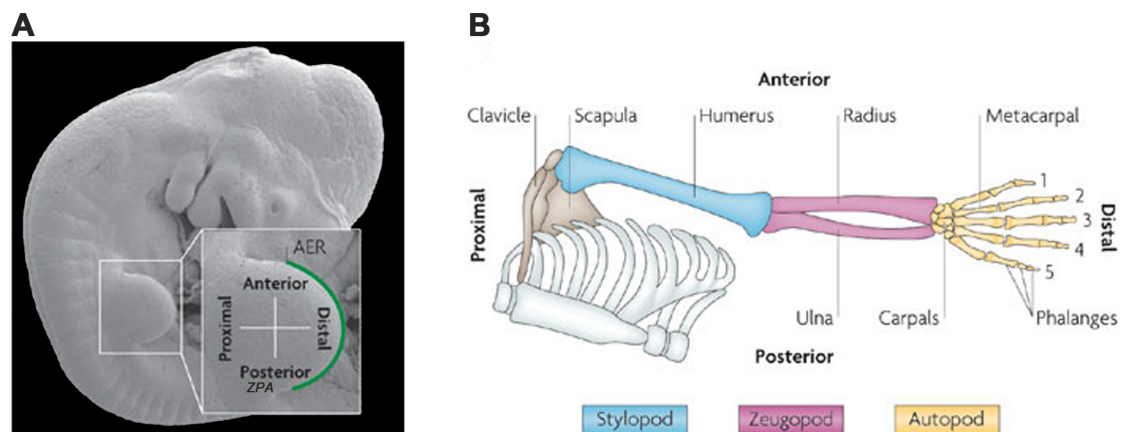 A
AER
Anterior
Proximal
Distal
Posterior
ZPA
B
Anterior
Clavicle
Scapula
Humerus
Radius
Metacarpal
Proximal
1
2
3
4
5
Distal
Ulna
Carpals
Phalanges
Posterior
Stylopod
Zeugopod
Autopod